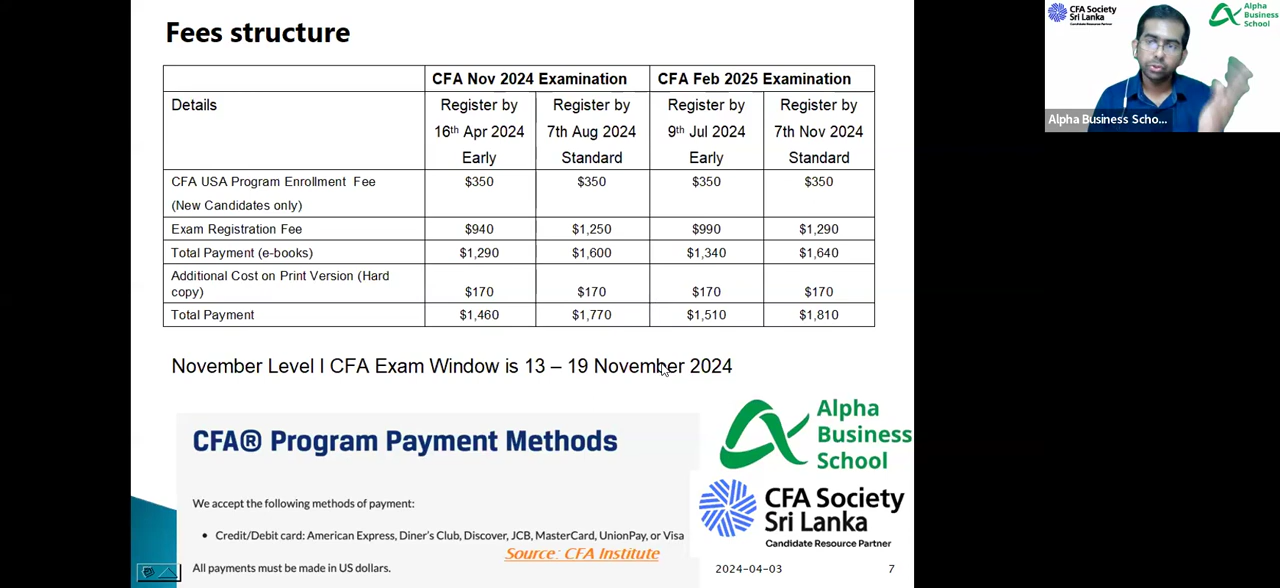 Fees structure
CFA Nov 2024 Examination CFA Feb 2025 Examination
Details Register by Register by Register by Register by
16th Apr 2024 7th Aug 2024 9th Jul 2024 7th Nov 2024
Early Standard Early Standard
CFA USA Program Enrollment Fee $350 $350 $350 $350
(New Candidates only)
Exam Registration Fee $940 $1,250 $990 $1,290
Total Payment (e-books) $1,290 $1,600 $1,340 $1,640
Additional Cost on Print Version (Hard
copy) $170 $170 $170 $170
Total Payment $1,460 $1,770 $1,510 $1,810
November Level I CFA Exam Window is 13 – 19 November 2024
CFA® Program Payment Methods
We accept the following methods of payment:
• Credit/Debit card: American Express, Diner's Club, Discover, JCB, MasterCard, UnionPay, or Visa
Source: CFA Institute
All payments must be made in US dollars.
Alpha
Business
School
CFA Society
Sri Lanka
Candidate Resource Partner
2024-04-03 7
CFA Society
Sri Lanka
Candidate Resource Partner
Alpha
Business
School
Alpha Business Scho...